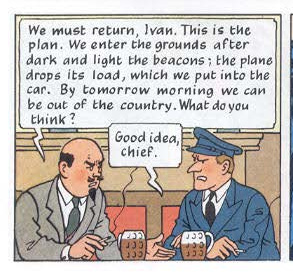 We must return, Ivan. This is the
plan. We enter the grounds after
dark and light the beacons; the plane
drops its load, which we put into the
car. By tomorrow morning we can
be out of the country. What do you
think?
Good idea,
chief.